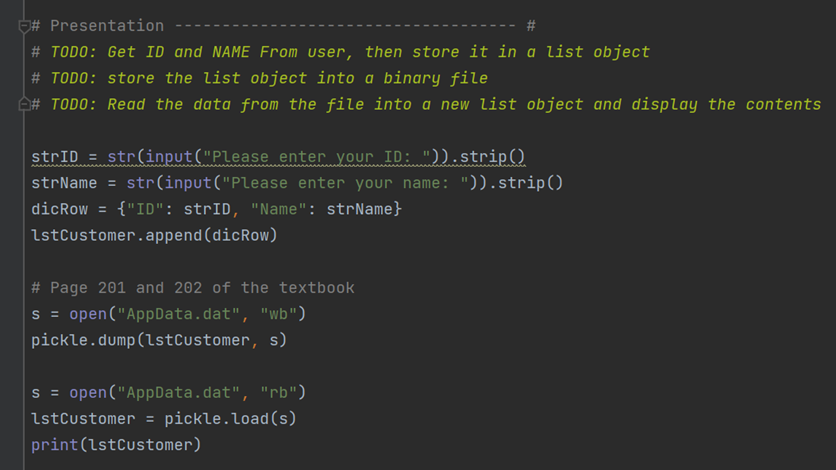 # Presentation ------------------------------------ #
# TODO: Get ID and NAME From user, then store it in a list object
# TODO: store the list object into a binary file
# TODO: Read the data from the file into a new list object and display the contents
strID = str(input("Please enter your ID: ")).strip()
strName = str(input("Please enter your name: ")).strip()
dicRow = {"ID": strID, "Name": strName}
lstCustomer.append(dicRow)
# Page 201 and 202 of the textbook
s = open("AppData.dat", "wb")
pickle.dump(lstCustomer, s)
s = open("AppData.dat", "rb")
lstCustomer = pickle.load(s)
print(lstCustomer)